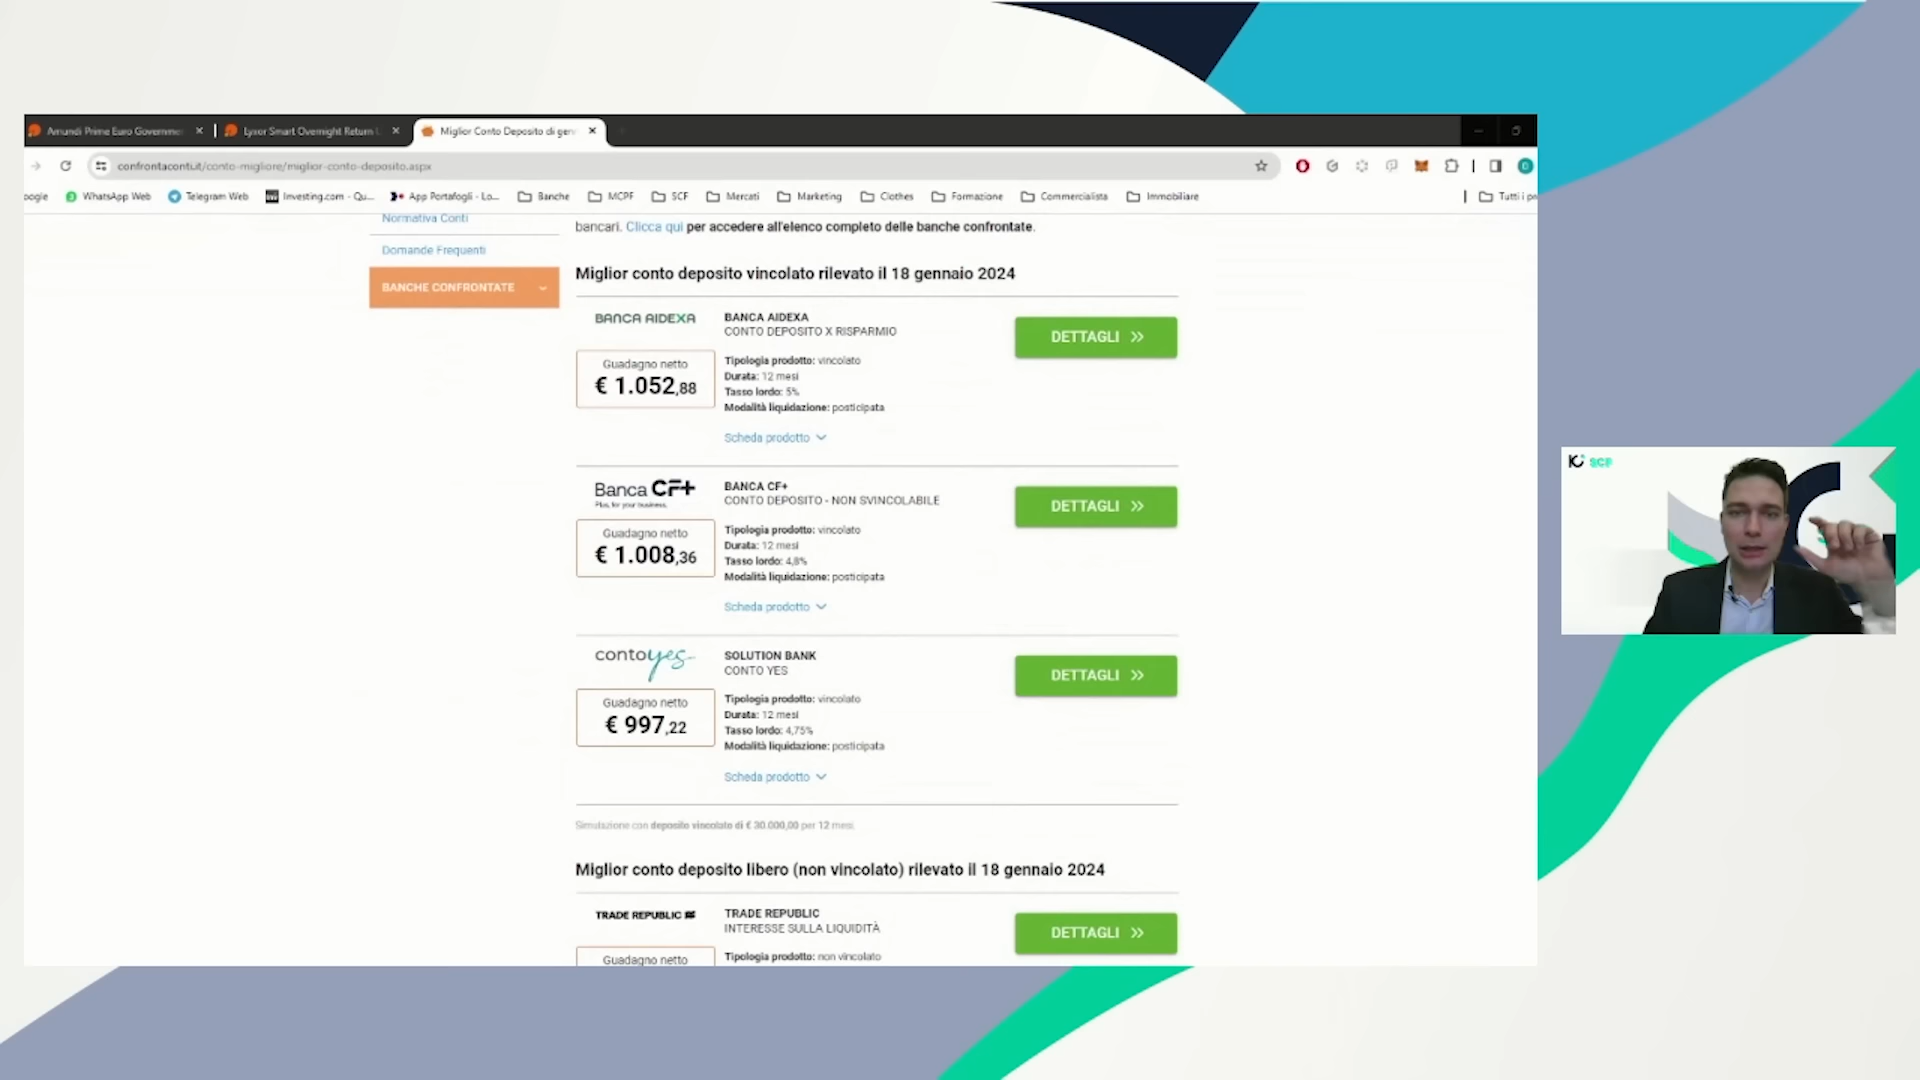 Amundi Prime Euro Governme
Lyxor Smart Overnight Return
Miglior Conto Deposito di gen
confrontaconti.it/conto-migliore/miglior-conto-deposito.aspx
oogle
WhatsApp Web
Telegram Web
Investing.com - Qu...
App Portafogli - Lo...
Banche
MCPF
SCF
Mercati
Marketing
Clothes
Formazione
Commercialista
Immobiliare
Tutti i pr
Normativa Conti
Domande Frequenti
BANCHE CONFRONTATE
bancari. Clicca qui per accedere all'elenco completo delle banche confrontate.
Miglior conto deposito vincolato rilevato il 18 gennaio 2024
BANCA AIDEXA
Guadagno netto
€ 1.052,88
BANCA AIDEXA
CONTO DEPOSITO X RISPARMIO
Tipologia prodotto: vincolato
Durata: 12 mesi
Tasso lordo: 5%
Modalità liquidazione: posticipata
Scheda prodotto
DETTAGLI
Banca CF+
Plus, for your business.
Guadagno netto
€ 1.008,36
BANCA CF+
CONTO DEPOSITO - NON SVINCOLABILE
Tipologia prodotto: vincolato
Durata: 12 mesi
Tasso lordo: 4,8%
Modalità liquidazione: posticipata
Scheda prodotto
DETTAGLI
contoyes
Guadagno netto
€ 997,22
SOLUTION BANK
CONTO YES
Tipologia prodotto: vincolato
Durata: 12 mesi
Tasso lordo: 4,75%
Modalità liquidazione: posticipata
Scheda prodotto
DETTAGLI
Simulazione con deposito vincolato di € 30.000,00 per 12 mesi.
Miglior conto deposito libero (non vincolato) rilevato il 18 gennaio 2024
TRADE REPUBLIC
Guadagno netto
TRADE REPUBLIC
INTERESSE SULLA LIQUIDITÀ
Tipologia prodotto: non vincolato
DETTAGLI
SCF